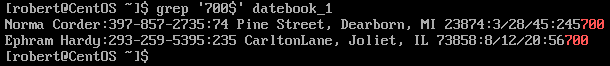 [robert@CentOS ~]$ grep '700$' datebook_1
Norma Corder:397-857-2735:74 Pine Street, Dearborn, MI 23874:3/28/45:245700
Ephram Hardy:293-259-5395:235 CarltonLane, Joliet, IL 73858:8/12/20:56700
[robert@CentOS ~]$